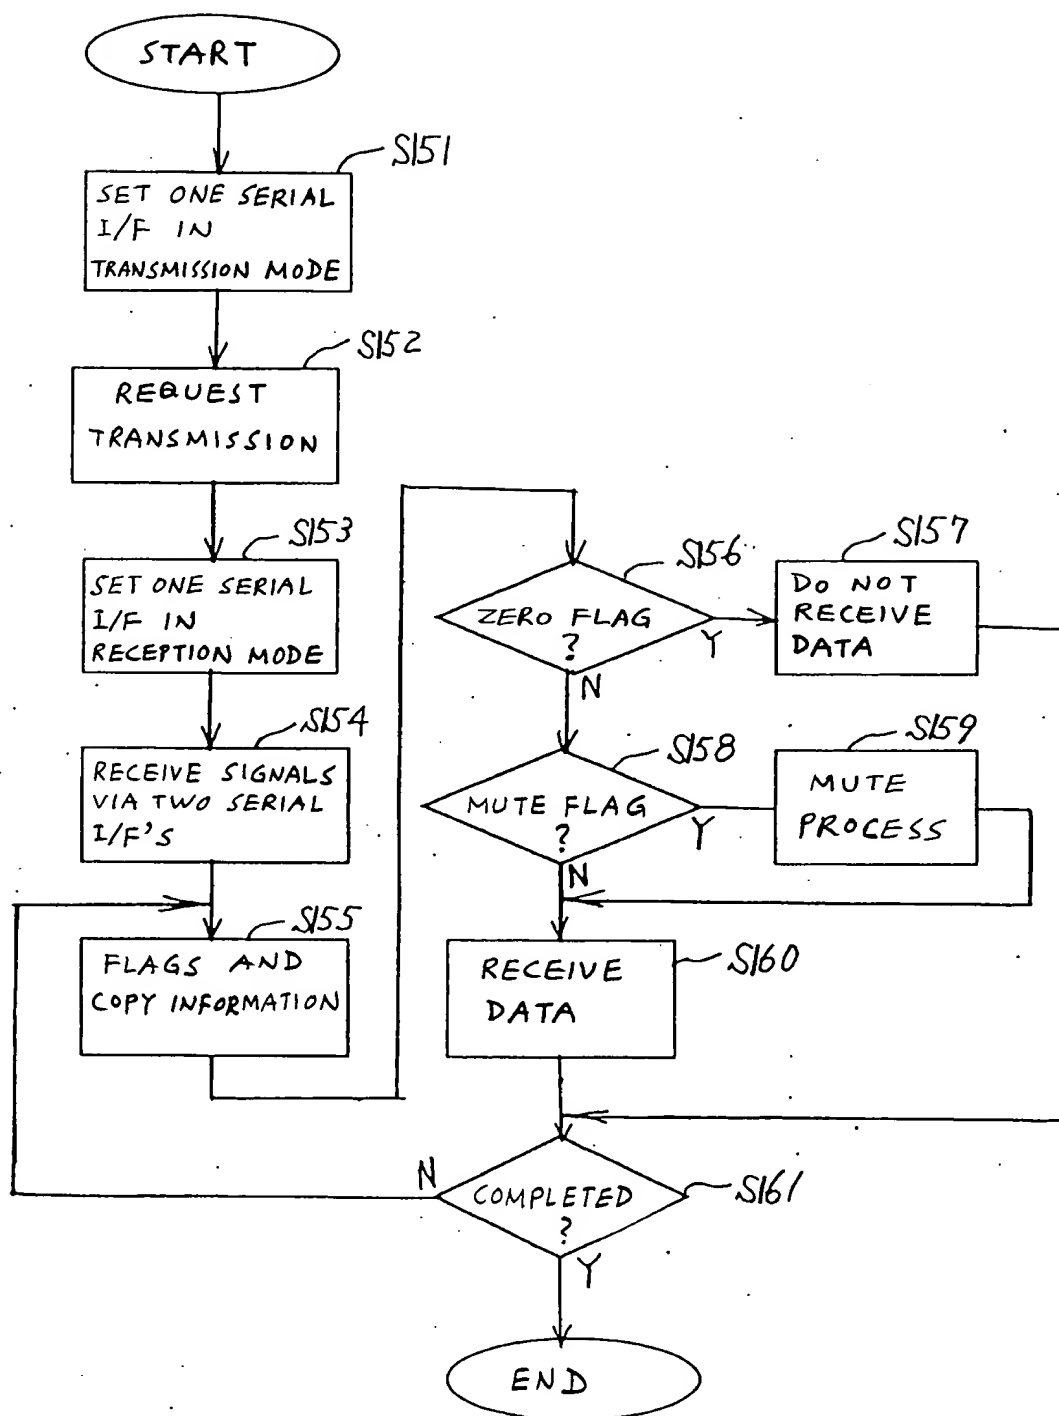 START
S151
SET ONE SERIAL
I/F IN
TRANSMISSION MODE
S152
REQUEST
TRANSMISSION
S153
SET ONE SERIAL
I/F IN
RECEPTION MODE
S154
RECEIVE SIGNALS
VIA TWO SERIAL
I/F'S
S155
FLAGS AND
COPY INFORMATION
S156
ZERO FLAG
?
Y
N
S157
DO NOT
RECEIVE
DATA
S158
MUTE FLAG
?
Y
N
S159
MUTE
PROCESS
S160
RECEIVE
DATA
S161
COMPLETED
?
N
Y
END